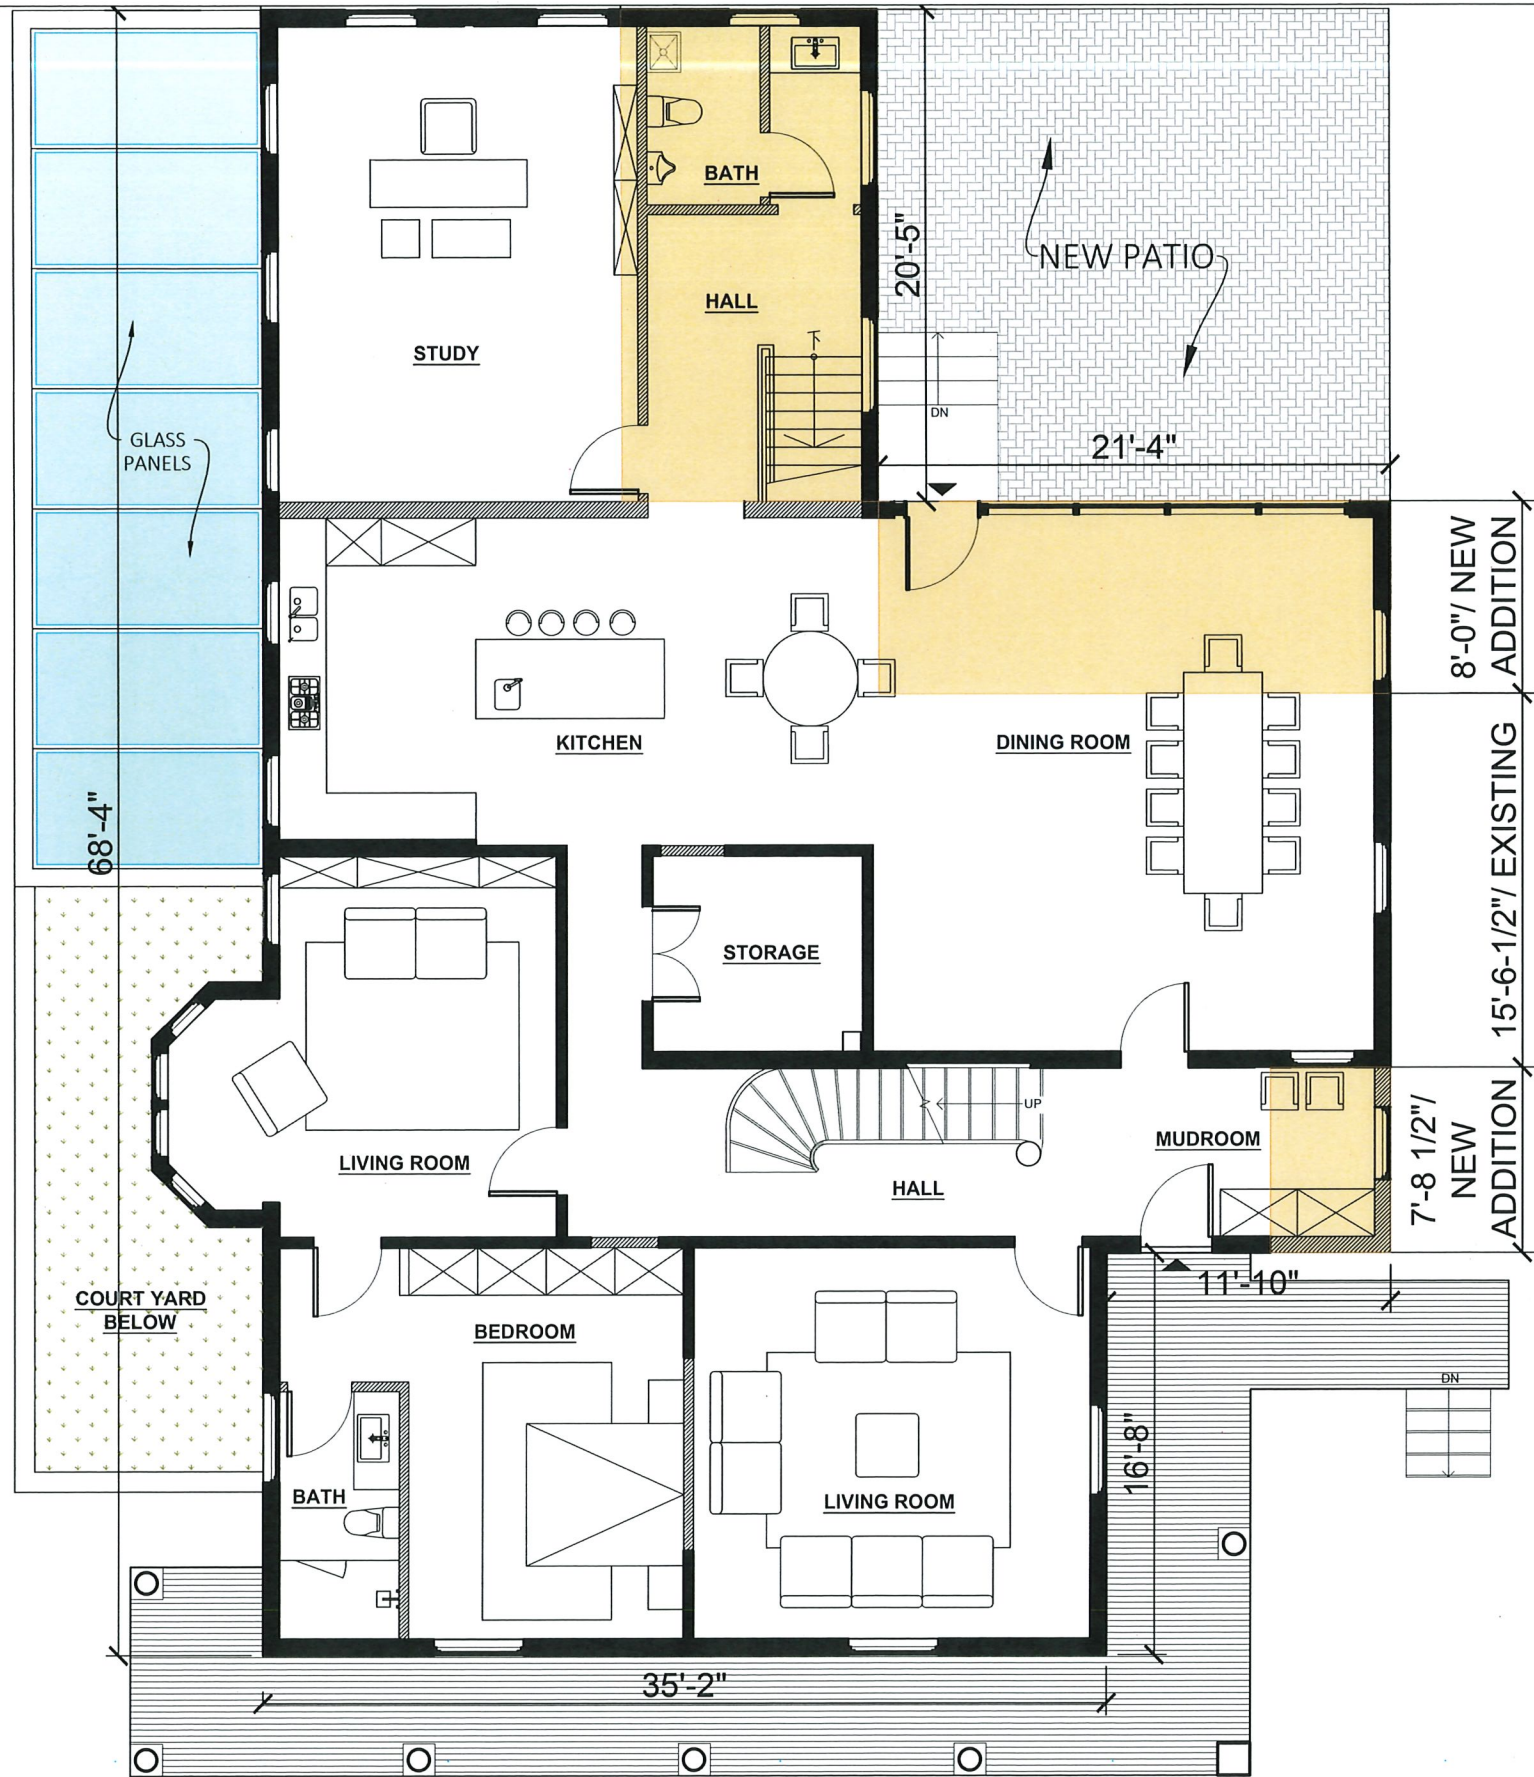 BATH
20'-5"
NEW PATIO
HALL
STUDY
DN
GLASS
PANELS
21'-4"
8'-0"/ NEW
ADDITION
KITCHEN
DINING ROOM
68'-4"
15'-6-1/2"/ EXISTING
STORAGE
UP
MUDROOM
LIVING ROOM
HALL
7'-8 1/2"/
NEW
ADDITION
11'-10"
COURT YARD
BELOW
BEDROOM
DN
16'-8"
BATH
LIVING ROOM
35'-2"